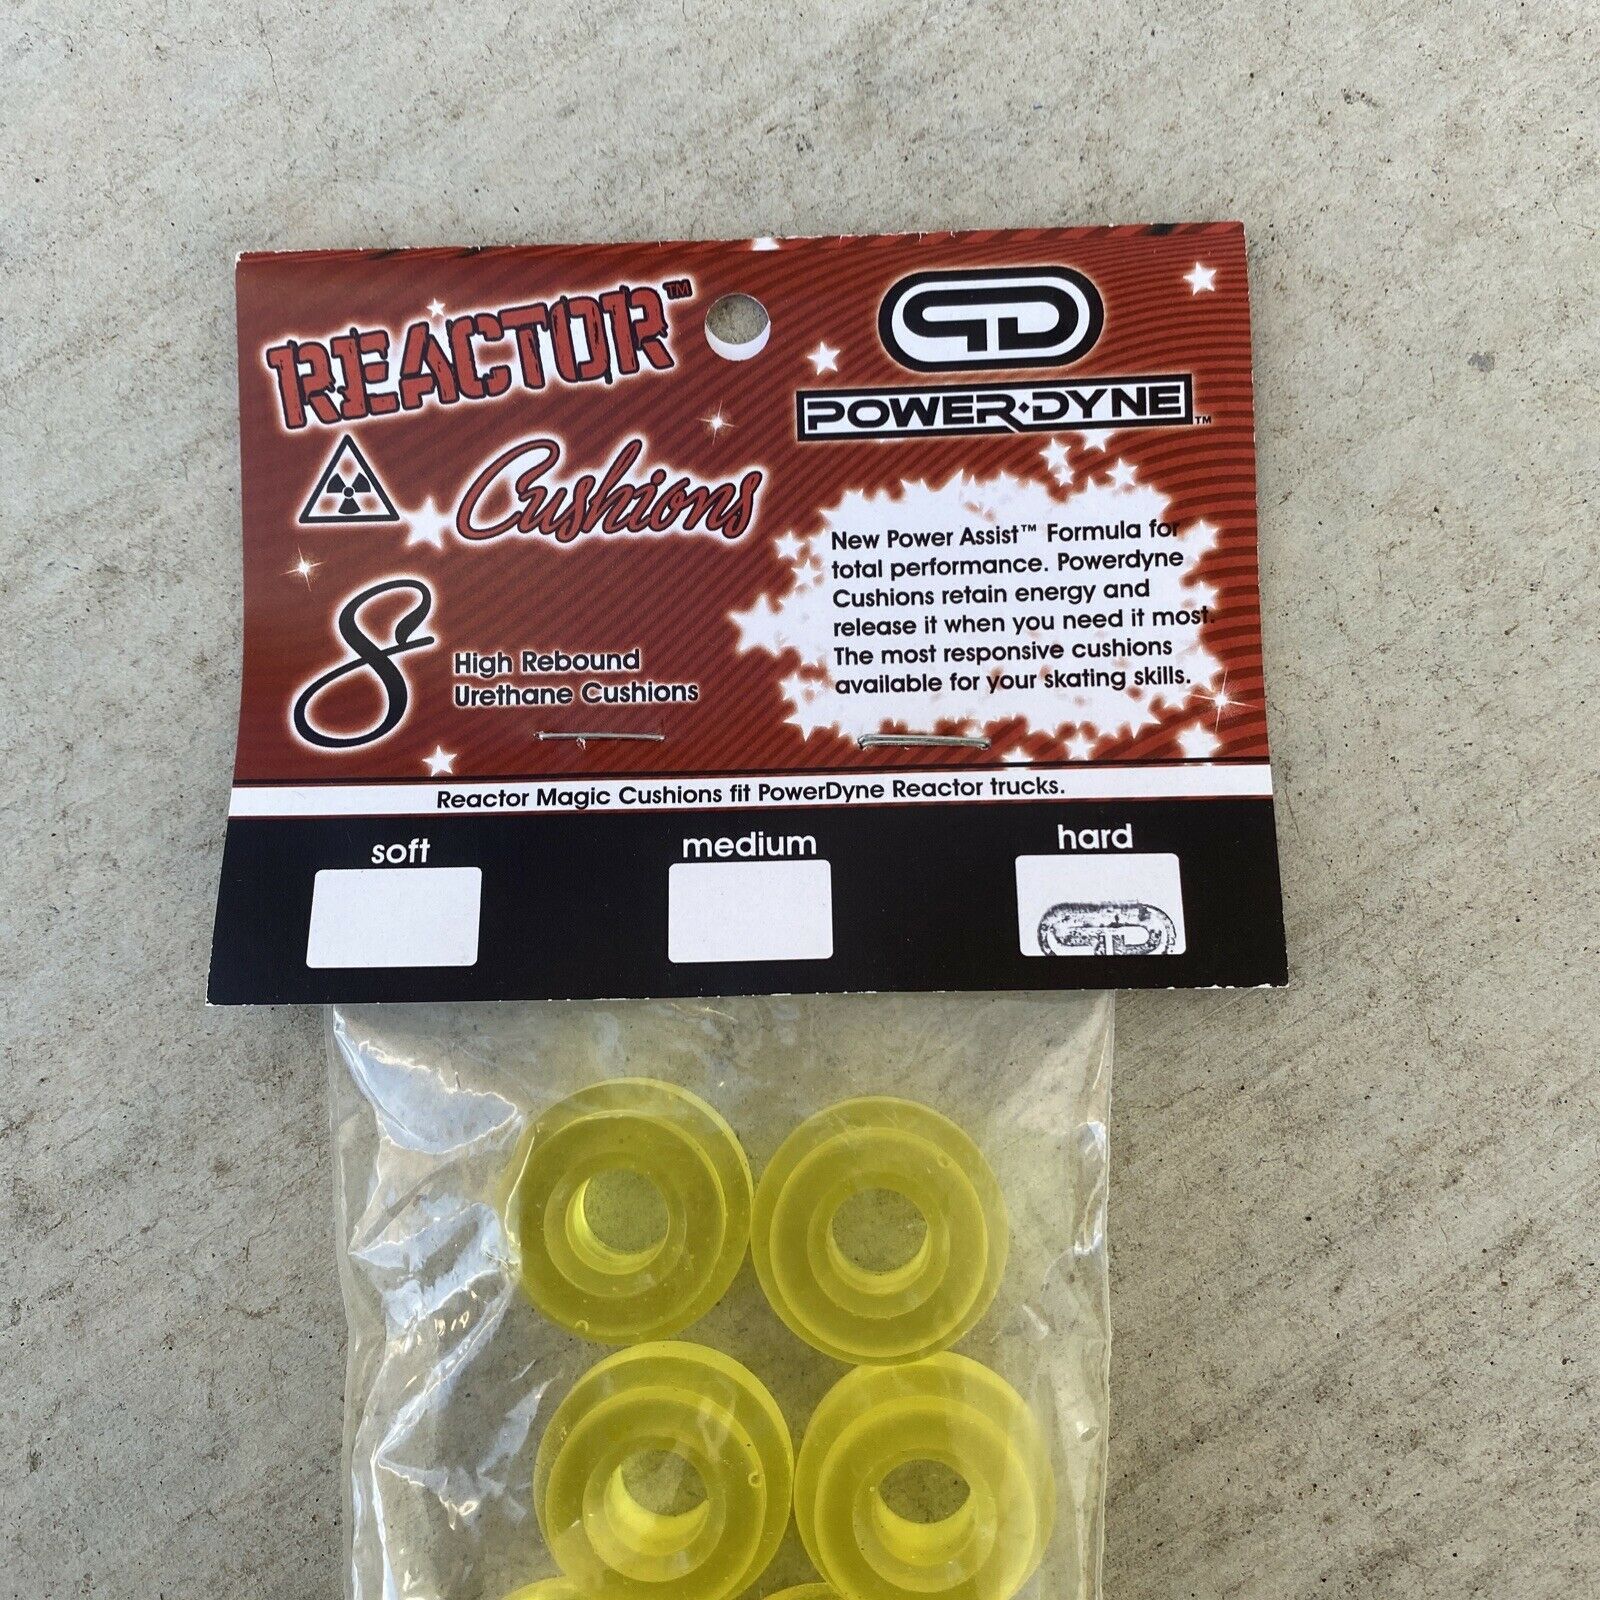 REACTOR™
PD
POWER•DYNE™
Cushions
New Power Assist™ Formula for
total performance. Powerdyne
Cushions retain energy and
release it when you need it most.
The most responsive cushions
available for your skating skills.
8
High Rebound
Urethane Cushions
Reactor Magic Cushions fit PowerDyne Reactor trucks.
soft
medium
hard
PD